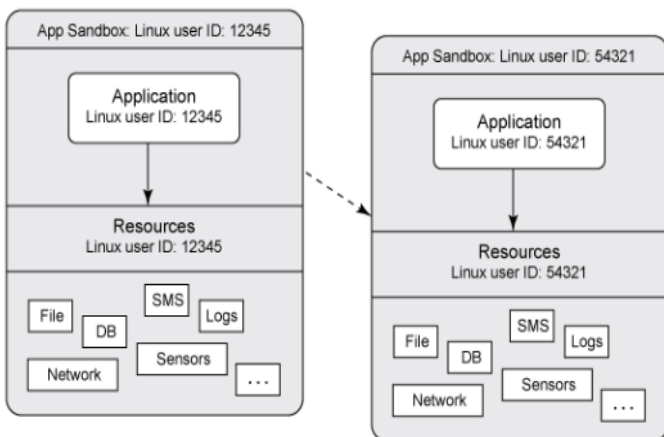 App Sandbox: Linux user ID: 12345
Application
Linux user ID: 12345
Resources
Linux user ID: 12345
File
DB
SMS
Logs
Network
Sensors
...
App Sandbox: Linux user ID: 54321
Application
Linux user ID: 54321
Resources
Linux user ID: 54321
File
DB
SMS
Logs
Network
Sensors
...